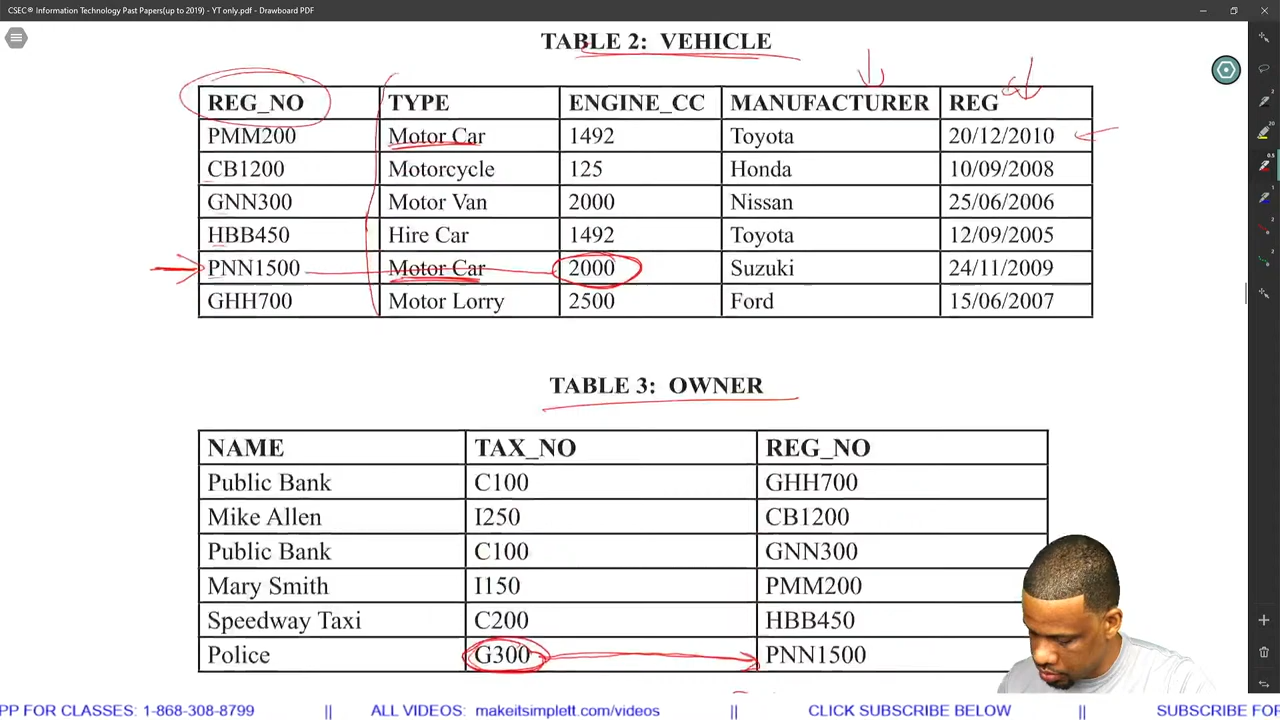 CSEC® Information Technology Past Papers(up to 2019) - YT only.pdf - Drawboard PDF
TABLE 2: VEHICLE
REG_NO TYPE ENGINE_CC MANUFACTURER REG
PMM200 Motor Car 1492 Toyota 20/12/2010
CB1200 Motorcycle 125 Honda 10/09/2008
GNN300 Motor Van 2000 Nissan 25/06/2006
HBB450 Hire Car 1492 Toyota 12/09/2005
PNN1500 Motor Car 2000 Suzuki 24/11/2009
GHH700 Motor Lorry 2500 Ford 15/06/2007
TABLE 3: OWNER
NAME TAX_NO REG_NO
Public Bank C100 GHH700
Mike Allen I250 CB1200
Public Bank C100 GNN300
Mary Smith I150 PMM200
Speedway Taxi C200 HBB450
Police G300 PNN1500
PP FOR CLASSES: 1-868-308-8799 || ALL VIDEOS: makeitsimplett.com/videos || CLICK SUBSCRIBE BELOW || SUBSCRIBE FOR